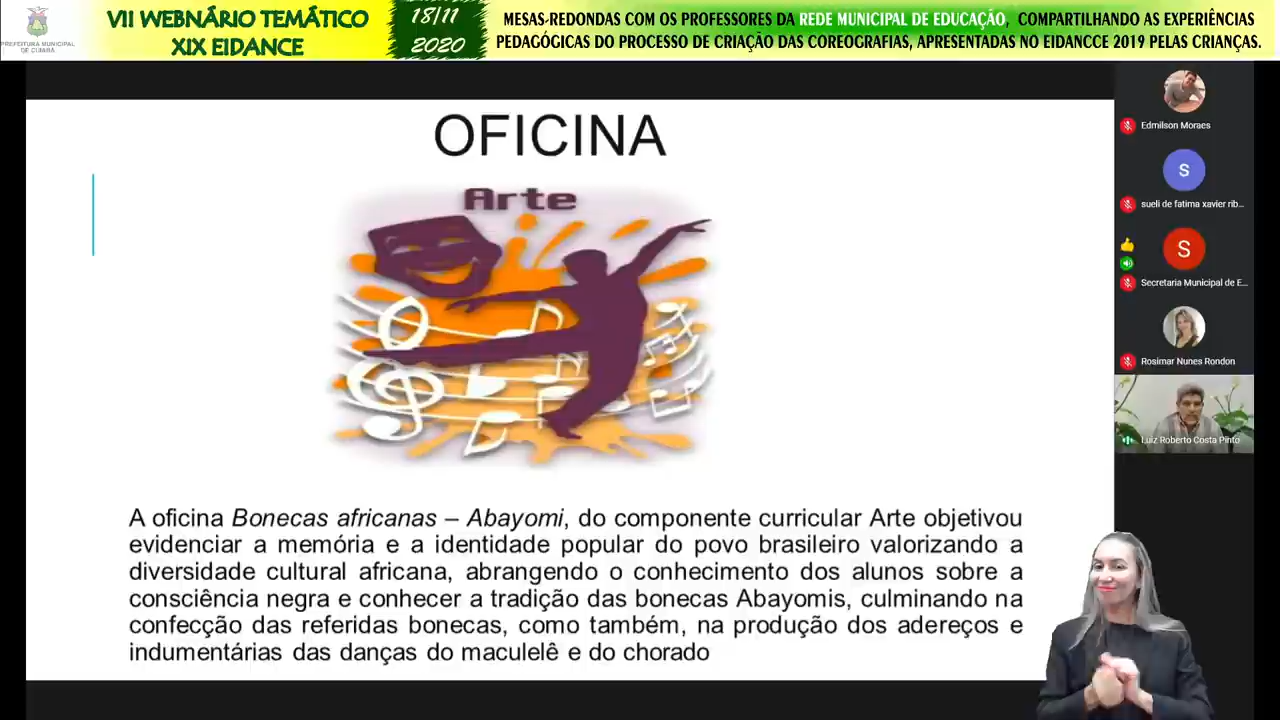 PREFEITURA MUNICIPAL
DE CUIABÁ
VII WEBNÁRIO TEMÁTICO
XIX EIDANCE
18/11
2020
MESAS-REDONDAS COM OS PROFESSORES DA REDE MUNICIPAL DE EDUCAÇÃO, COMPARTILHANDO AS EXPERIÊNCIAS
PEDAGÓGICAS DO PROCESSO DE CRIAÇÃO DAS COREOGRAFIAS, APRESENTADAS NO EIDANCCE 2019 PELAS CRIANÇAS.
OFICINA
Arte
A oficina Bonecas africanas – Abayomi, do componente curricular Arte objetivou
evidenciar a memória e a identidade popular do povo brasileiro valorizando a
diversidade cultural africana, abrangendo o conhecimento dos alunos sobre a
consciência negra e conhecer a tradição das bonecas Abayomis, culminando na
confecção das referidas bonecas, como também, na produção dos adereços e
indumentárias das danças do maculelê e do chorado
Edmilson Moraes
S
sueli de fatima xavier rib...
S
Secretaria Municipal de E...
Rosimar Nunes Rondon
Luiz Roberto Costa Pinto